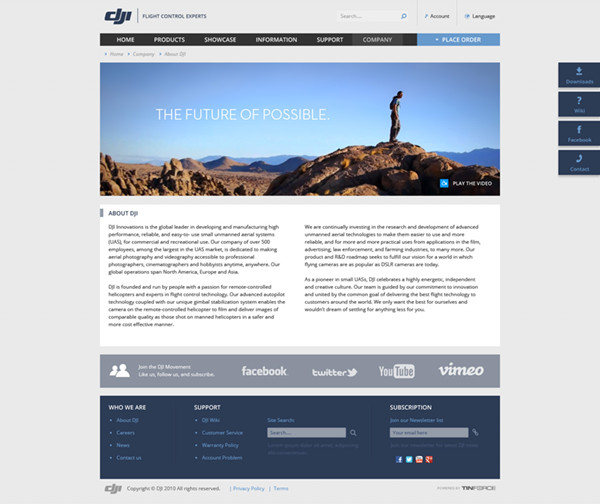 dji FLIGHT CONTROL EXPERTS Search... Account Language
HOME PRODUCTS SHOWCASE INFORMATION SUPPORT COMPANY PLACE ORDER
Home Company About DJI
THE FUTURE OF POSSIBLE.
PLAY THE VIDEO
Downloads
Wiki
Facebook
Contact
ABOUT DJI
DJI Innovations is the global leader in developing and manufacturing high
performance, reliable, and easy-to- use small unmanned aerial systems
(UAS), for commercial and recreational use. Our company of over 500
employees, among the largest in the UAS market, is dedicated to making
aerial photography and videography accessible to professional
photographers, cinematographers and hobbyists anytime, anywhere. Our
global operations span North America, Europe and Asia.
DJI is founded and run by people with a passion for remote-controlled
helicopters and experts in flight control technology. Our advanced autopilot
technology coupled with our unique gimbal stabilization system enables the
camera on the remote-controlled helicopter to film and deliver images of
comparable quality as those shot on manned helicopters in a safer and
more cost effective manner.
We are continually investing in the research and development of advanced
unmanned aerial technologies to make them easier to use and more
reliable, and for more and more practical uses from applications in the film,
advertising, law enforcement, and farming industries, to many more. Our
product and R&D roadmap seeks to fulfill our vision for a world in which
flying cameras are as popular as DSLR cameras are today.
As a pioneer in small UASs, DJI celebrates a highly energetic, independent
and creative culture. Our team is guided by our commitment to innovation
and united by the common goal of delivering the best flight technology to
customers around the world. We only want the best for ourselves and
wouldn't dream of settling for anything less for you.
Join the DJI Movement
Like us, follow us, and subscribe.
facebook twitter YouTube vimeo
WHO WE ARE
About DJI
Careers
News
Contact us
SUPPORT
DJI Wiki
Customer Service
Warranty Policy
Account Problem
Site Search:
Search...
SUBSCRIPTION
Join our Newsletter list
Your email here
dji Copyright © DJI 2010 All rights reserved. | Privacy Policy | Terms
POWERED BY TINFORCE